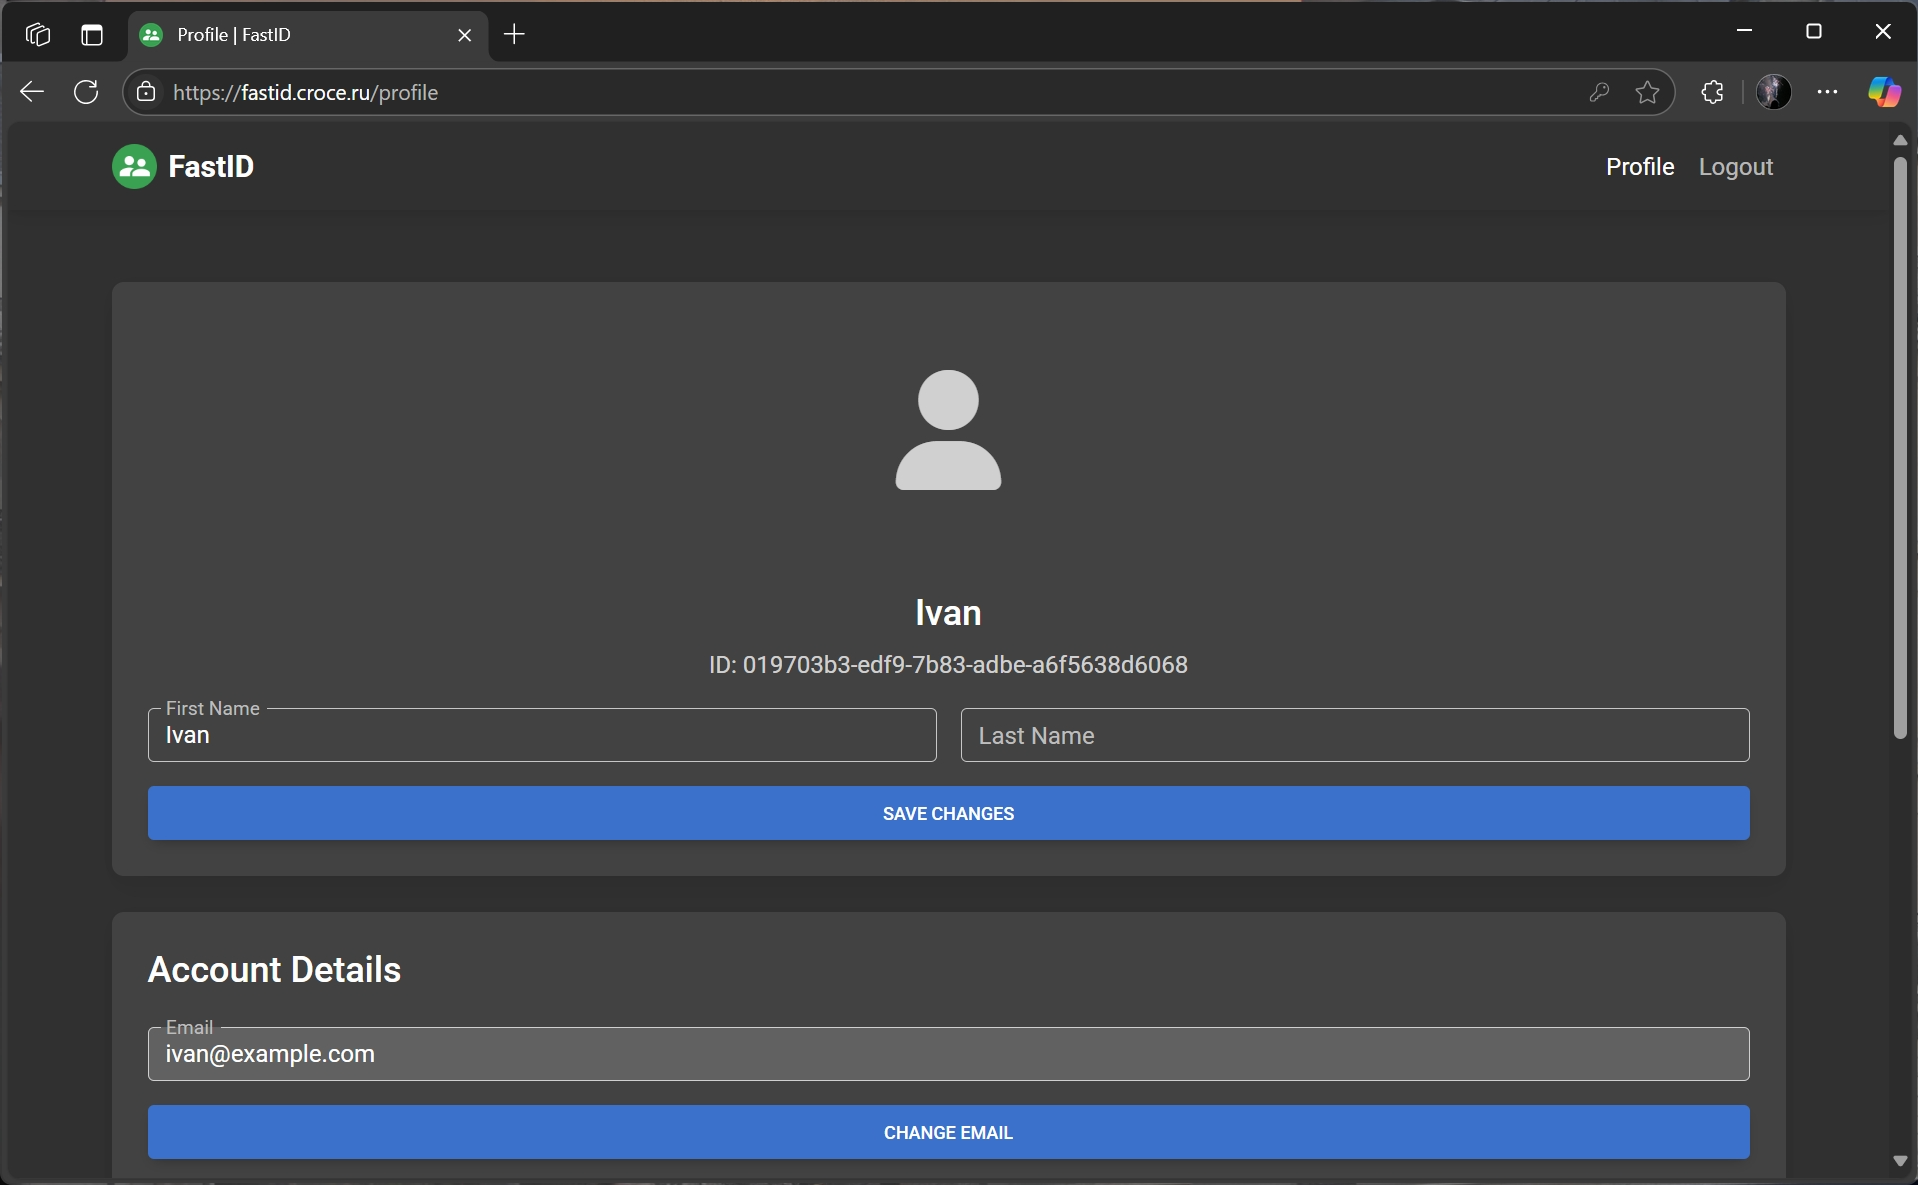 Profile | FastID
https://fastid.croce.ru/profile
FastID
Profile Logout
Ivan
ID: 019703b3-edf9-7b83-adbe-a6f5638d6068
First Name
Ivan
Last Name
SAVE CHANGES
Account Details
Email
ivan@example.com
CHANGE EMAIL